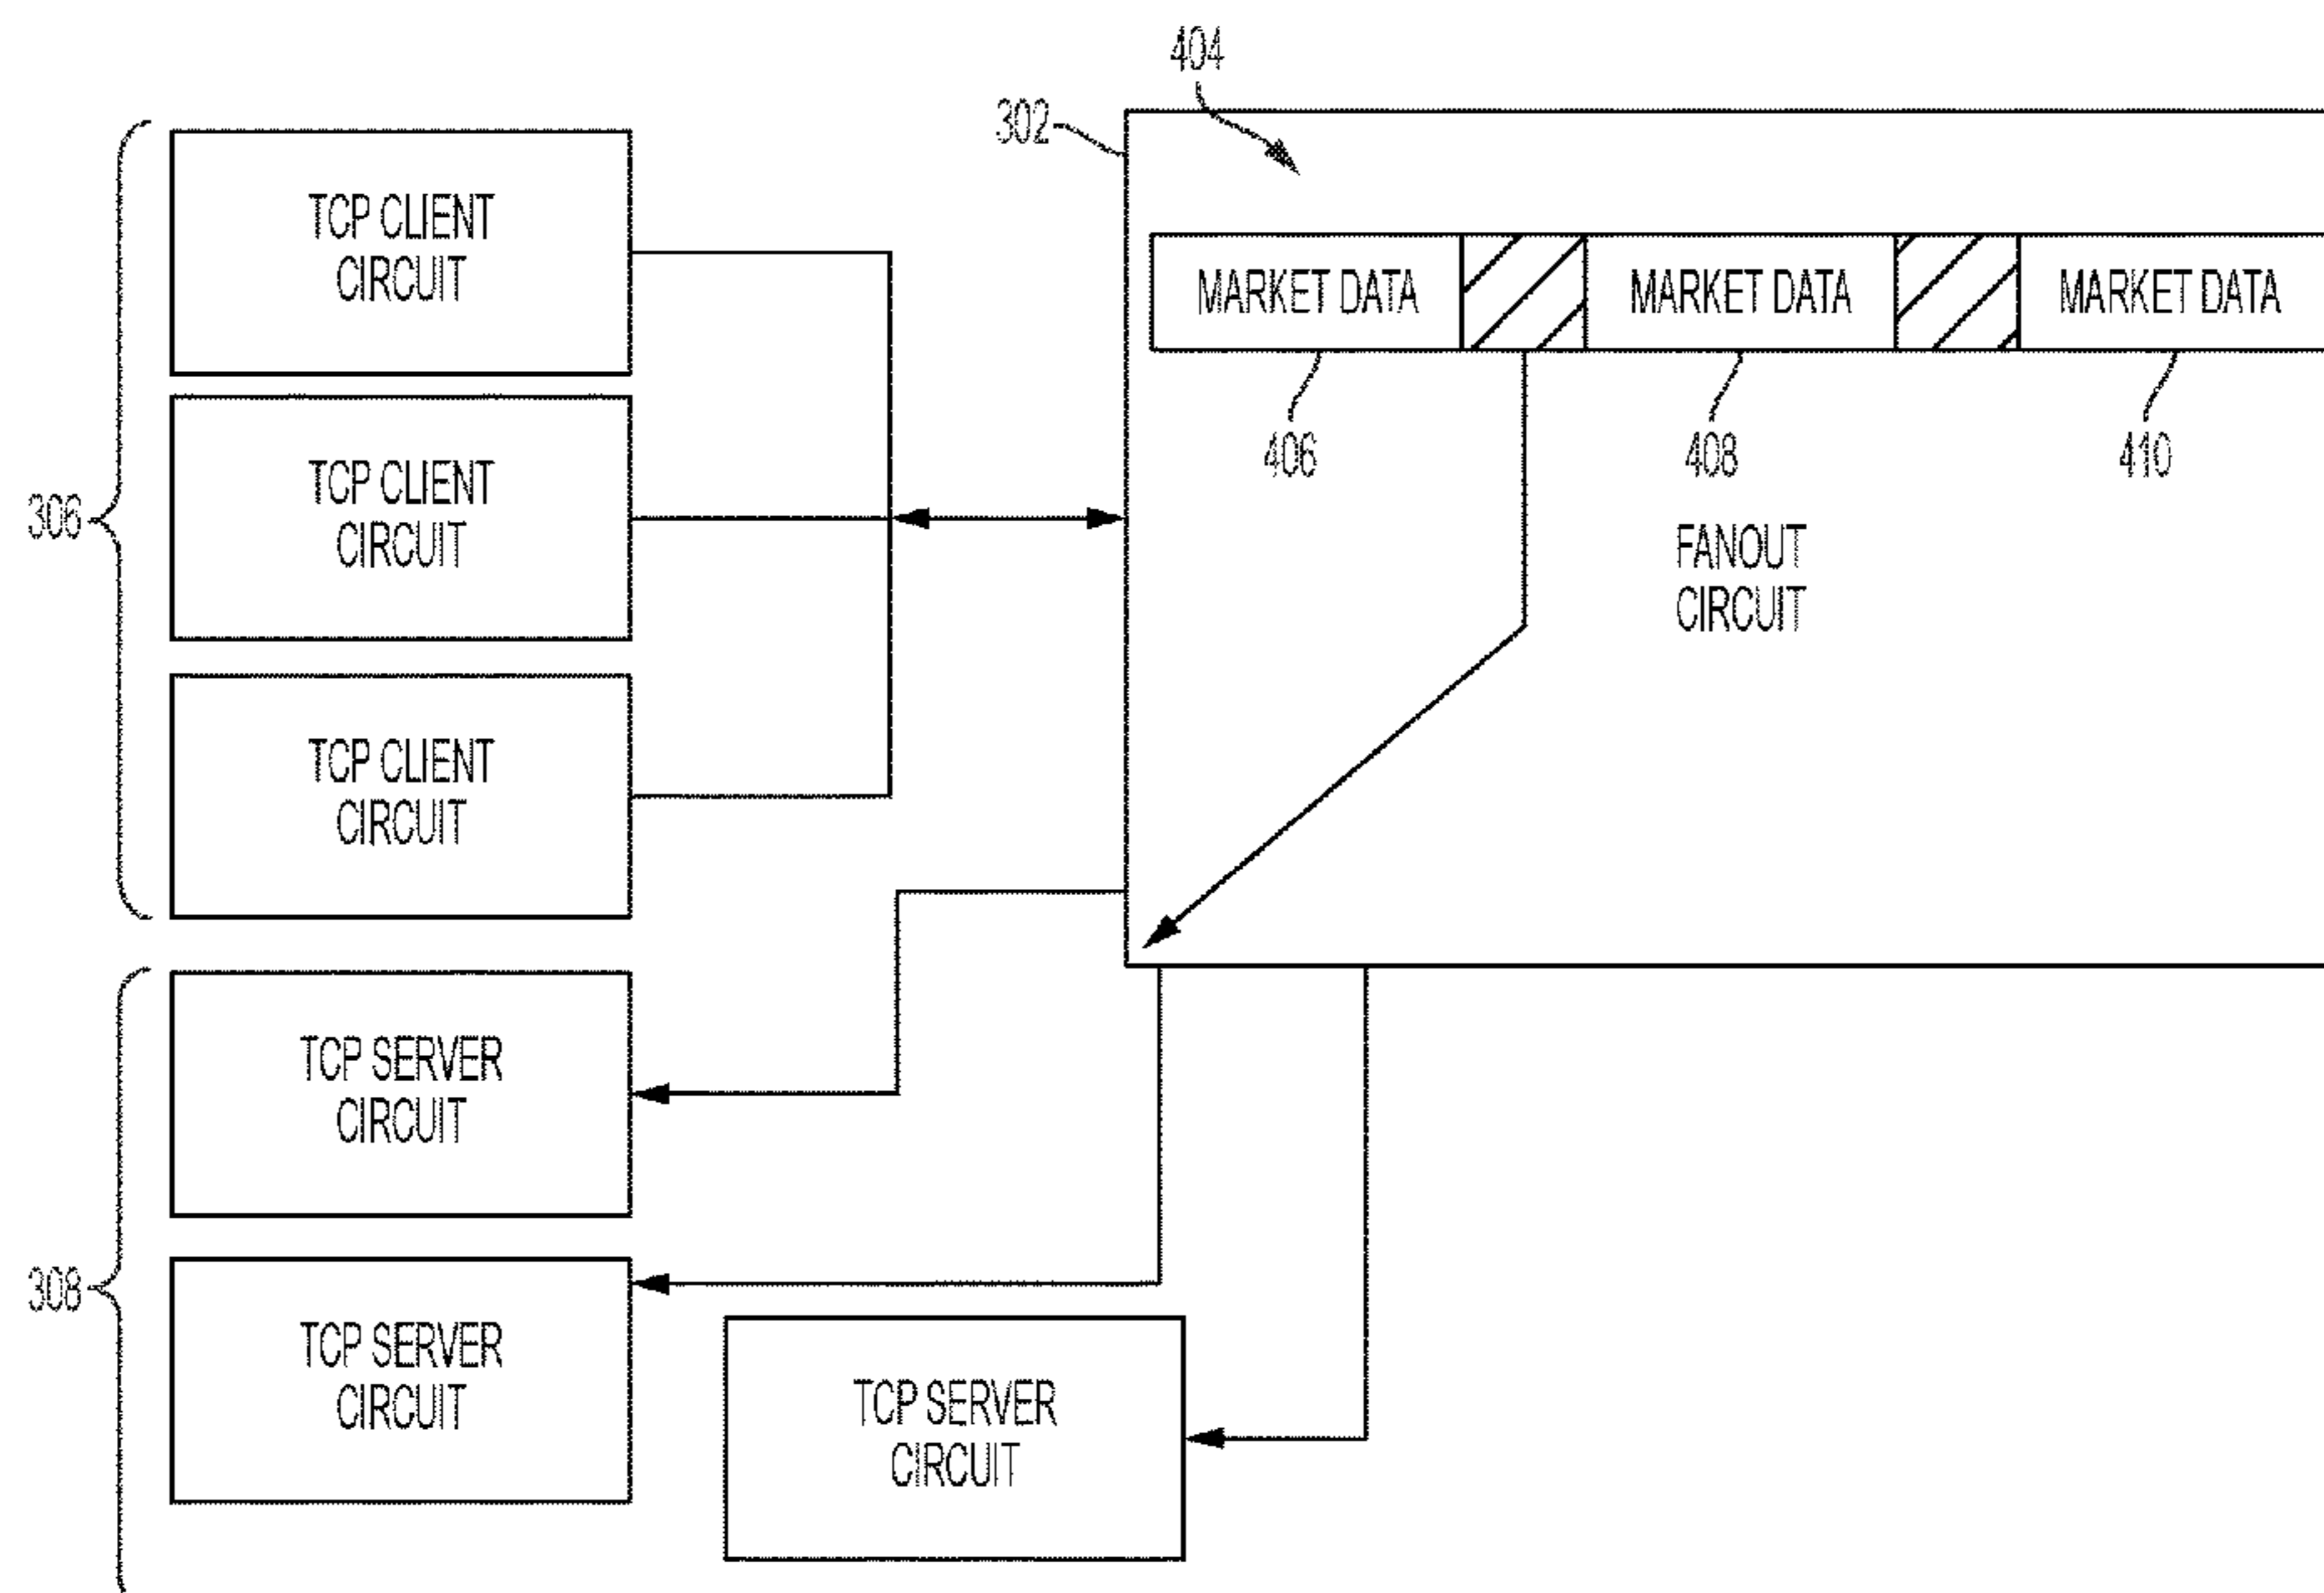 404
302
TCP CLIENT
CIRCUIT
MARKET DATA
MARKET DATA
MARKET DATA
406
408
410
306
TCP CLIENT
CIRCUIT
FANOUT
CIRCUIT
TCP CLIENT
CIRCUIT
TCP SERVER
CIRCUIT
308
TCP SERVER
CIRCUIT
TCP SERVER
CIRCUIT